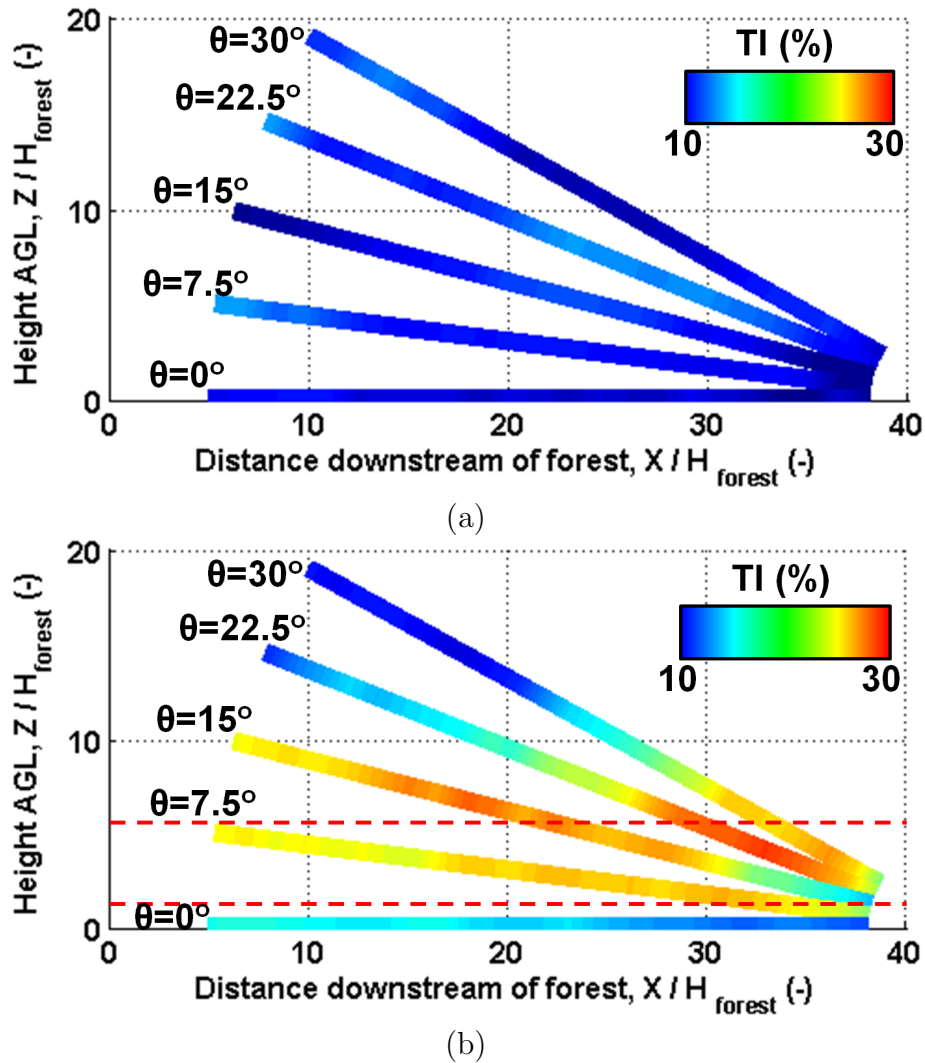 20
θ=30°
TI (%)
θ=22.5°
10
30
θ=15°
10
θ=7.5°
θ=0°
0
0
10
20
30
40
Height AGL, Z / H forest (-)
Distance downstream of forest, X / H forest (-)
(a)
20
θ=30°
TI (%)
θ=22.5°
10
30
θ=15°
10
θ=7.5°
θ=0°
0
0
10
20
30
40
Height AGL, Z / H forest (-)
Distance downstream of forest, X / H forest (-)
(b)